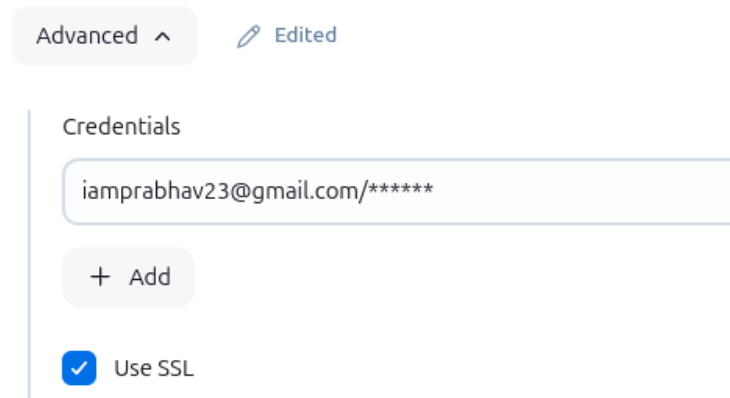 Advanced Edited
Credentials
iamprabhav23@gmail.com/******
+ Add
Use SSL